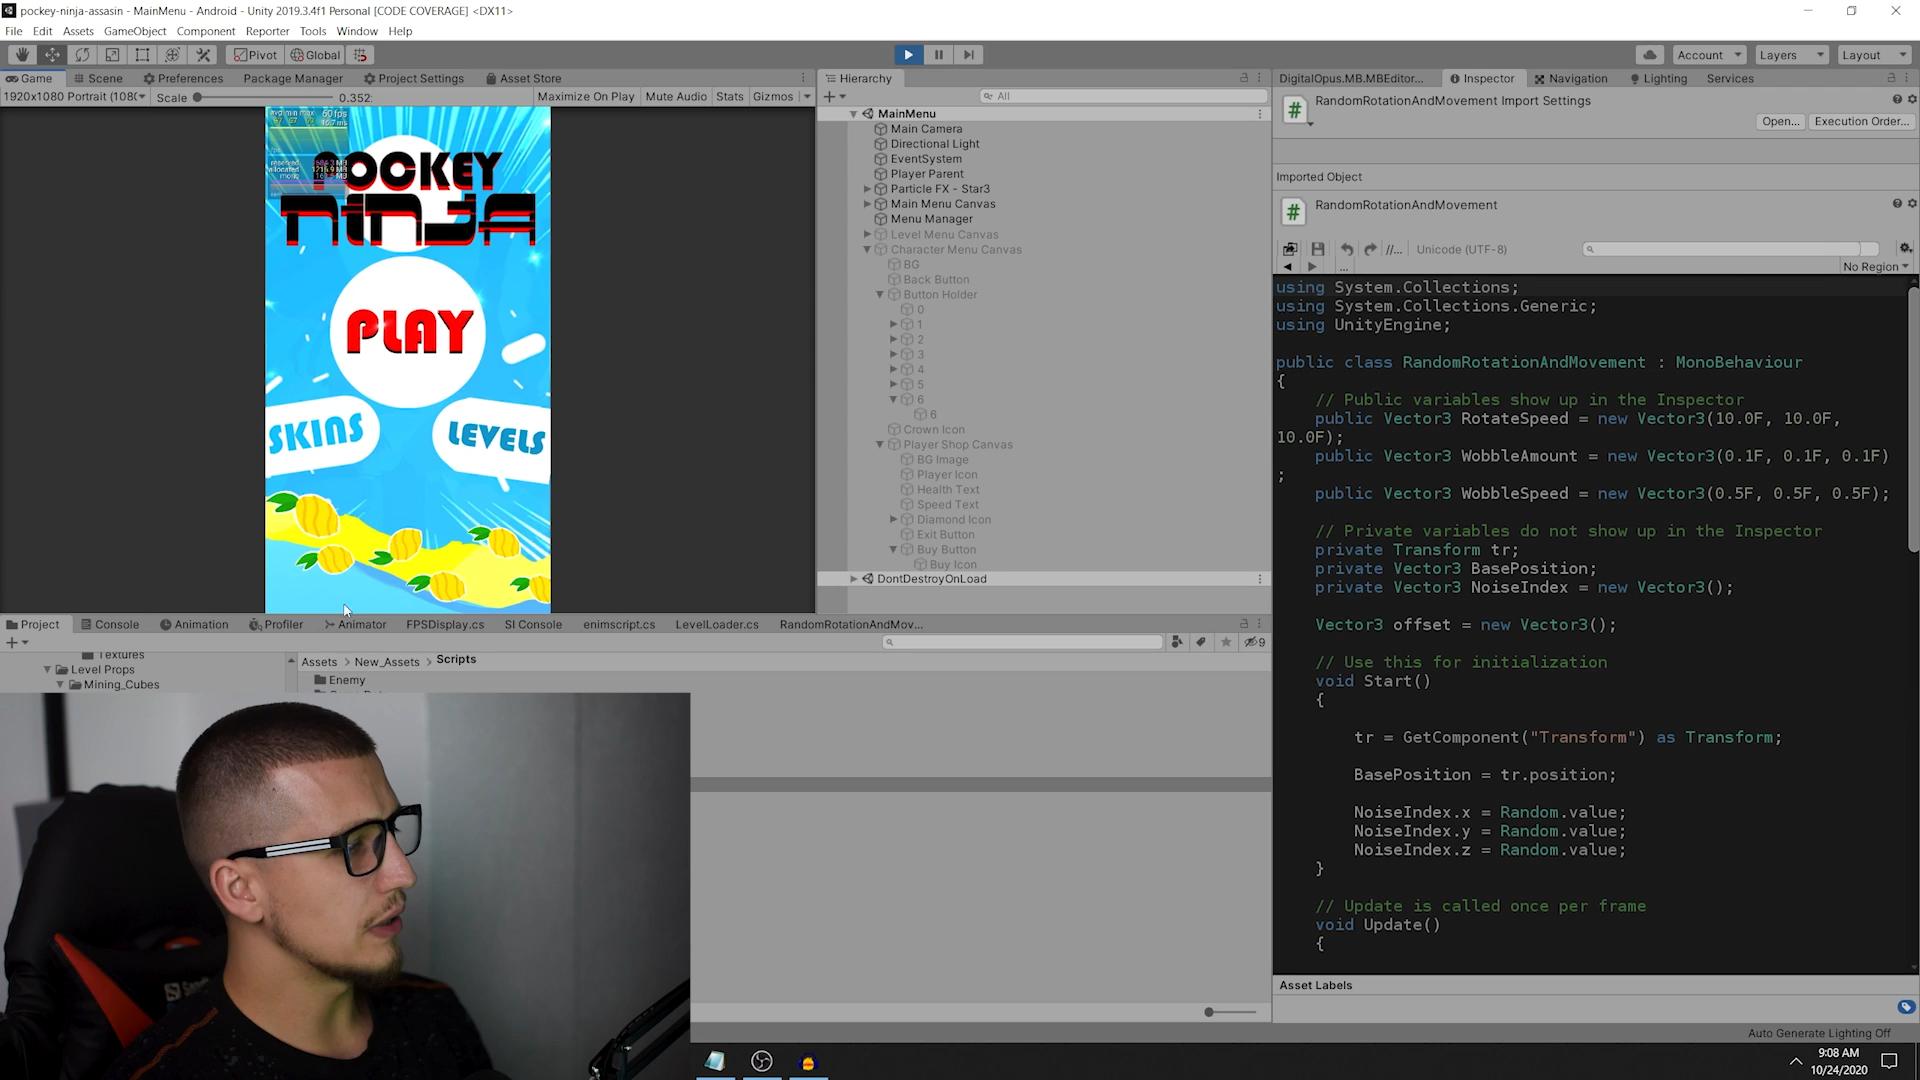 pockey-ninja-assasin - MainMenu - Android - Unity 2019.3.4f1 Personal [CODE COVERAGE] <DX11>
File Edit Assets GameObject Component Reporter Tools Window Help
Pivot Global Account Layers Layout
Game Scene Preferences Package Manager Project Settings Asset Store
1920x1080 Portrait (108( Scale 0.352: Maximize On Play Mute Audio Stats Gizmos
avg min max 60 fps
16.7 ms
reserved
allocated
mono
POCKEY
NINJA
PLAY
SKINS
LEVELS
Hierarchy
All
MainMenu
Main Camera
Directional Light
EventSystem
Player Parent
Particle FX - Star3
Main Menu Canvas
Menu Manager
Level Menu Canvas
Character Menu Canvas
BG
Back Button
Button Holder
0
1
2
3
4
5
6
6
Crown Icon
Player Shop Canvas
BG Image
Player Icon
Health Text
Speed Text
Diamond Icon
Exit Button
Buy Button
Buy Icon
DontDestroyOnLoad
Project Console Animation Profiler Animator FPSDisplay.cs SI Console enimscript.cs LevelLoader.cs RandomRotationAndMov...
9
Textures
Level Props
Mining_Cubes
Assets > New_Assets > Scripts
Enemy
DigitalOpus.MB.MBEditor... Inspector Navigation Lighting Services
RandomRotationAndMovement Import Settings
Open... Execution Order...
Imported Object
RandomRotationAndMovement
//... Unicode (UTF-8)
... No Region
using System.Collections;
using System.Collections.Generic;
using UnityEngine;
public class RandomRotationAndMovement : MonoBehaviour
{
// Public variables show up in the Inspector
public Vector3 RotateSpeed = new Vector3(10.0F, 10.0F,
10.0F);
public Vector3 WobbleAmount = new Vector3(0.1F, 0.1F, 0.1F)
;
public Vector3 WobbleSpeed = new Vector3(0.5F, 0.5F, 0.5F);
// Private variables do not show up in the Inspector
private Transform tr;
private Vector3 BasePosition;
private Vector3 NoiseIndex = new Vector3();
Vector3 offset = new Vector3();
// Use this for initialization
void Start()
{
tr = GetComponent("Transform") as Transform;
BasePosition = tr.position;
NoiseIndex.x = Random.value;
NoiseIndex.y = Random.value;
NoiseIndex.z = Random.value;
}
// Update is called once per frame
void Update()
{
Asset Labels
Auto Generate Lighting Off
9:08 AM
10/24/2020